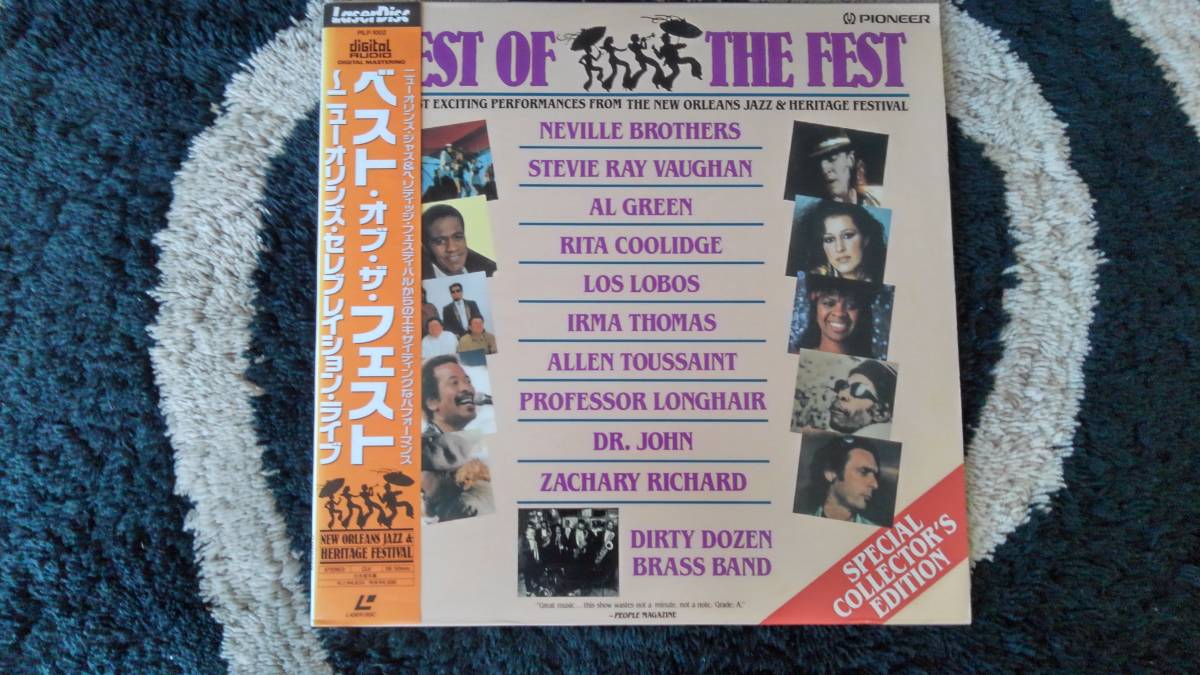 LaserDisc
PILP-1002
digital
AUDIO
DIGITAL MASTERING
ニューオリンズ・ジャズ&ヘリティッジ・フェスティバルからのエキサイティングなパフォーマンス
ベスト・オブ・ザ・フェスト
〜ニューオリンズ・セレブレイション・ライブ
NEW ORLEANS JAZZ &
HERITAGE FESTIVAL
STEREO CLV
LASER DISC
PIONEER
EST OF THE FEST
ST EXCITING PERFORMANCES FROM THE NEW ORLEANS JAZZ & HERITAGE FESTIVAL
NEVILLE BROTHERS
STEVIE RAY VAUGHAN
AL GREEN
RITA COOLIDGE
LOS LOBOS
IRMA THOMAS
ALLEN TOUSSAINT
PROFESSOR LONGHAIR
DR. JOHN
ZACHARY RICHARD
DIRTY DOZEN
BRASS BAND
"Great music...this show wastes not a minute, not a note. Grade: A."
–PEOPLE MAGAZINE
SPECIAL
COLLECTOR'S
EDITION